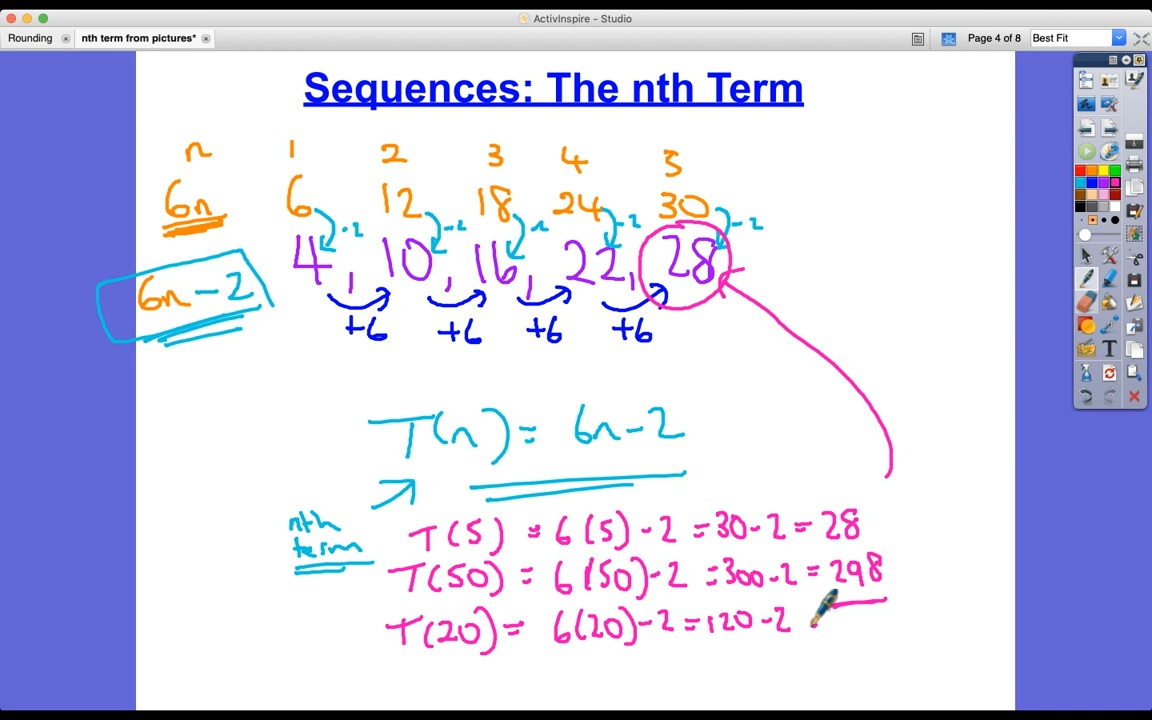 ActivInspire - Studio
Rounding nth term from pictures* Page 4 of 8 Best Fit
Sequences: The nth Term
n 1 2 3 4 5
6n 6 12 18 24 30
-2 -2 -2 -2 -2
4, 10, 16, 22, 28
6n - 2
+6 +6 +6 +6
T(n) = 6n - 2
nth
term
T(5) = 6(5) - 2 = 30 - 2 = 28
T(50) = 6(50) - 2 = 300 - 2 = 298
T(20) = 6(20) - 2 = 120 - 2